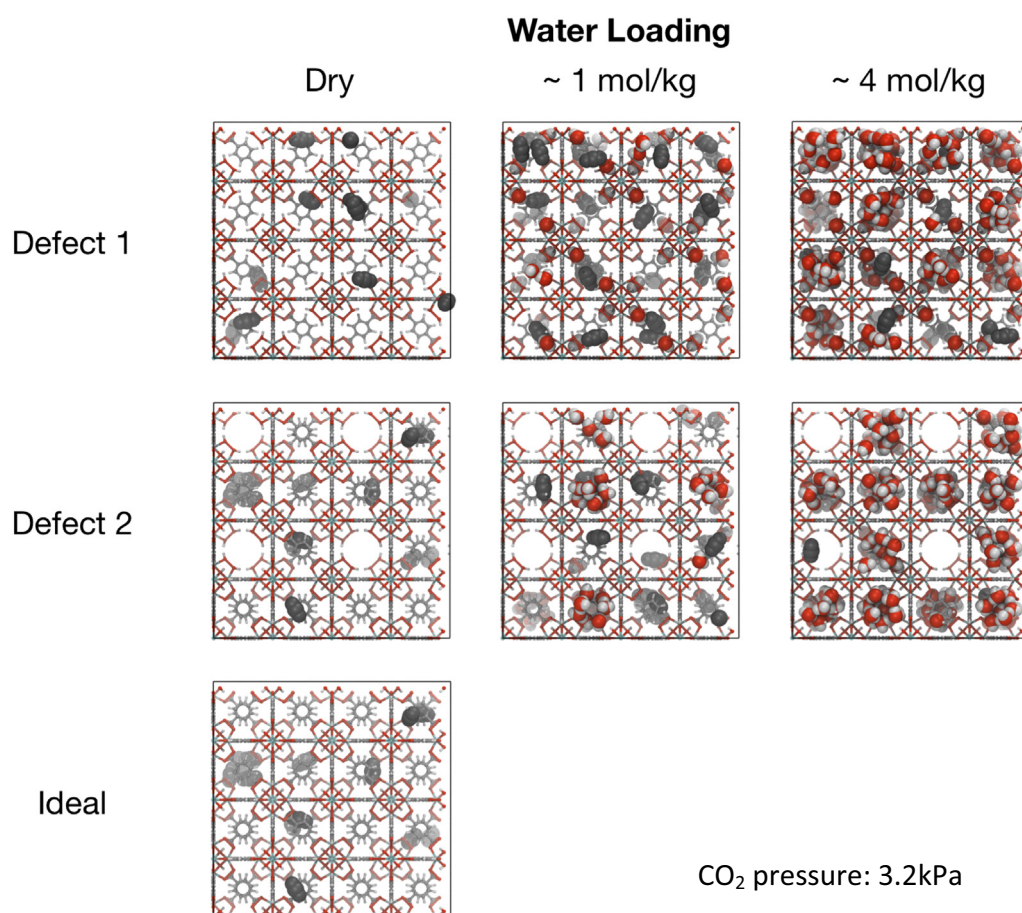 Water Loading
Dry
~ 1 mol/kg
~ 4 mol/kg
Defect 1
Defect 2
Ideal
CO₂ pressure: 3.2kPa